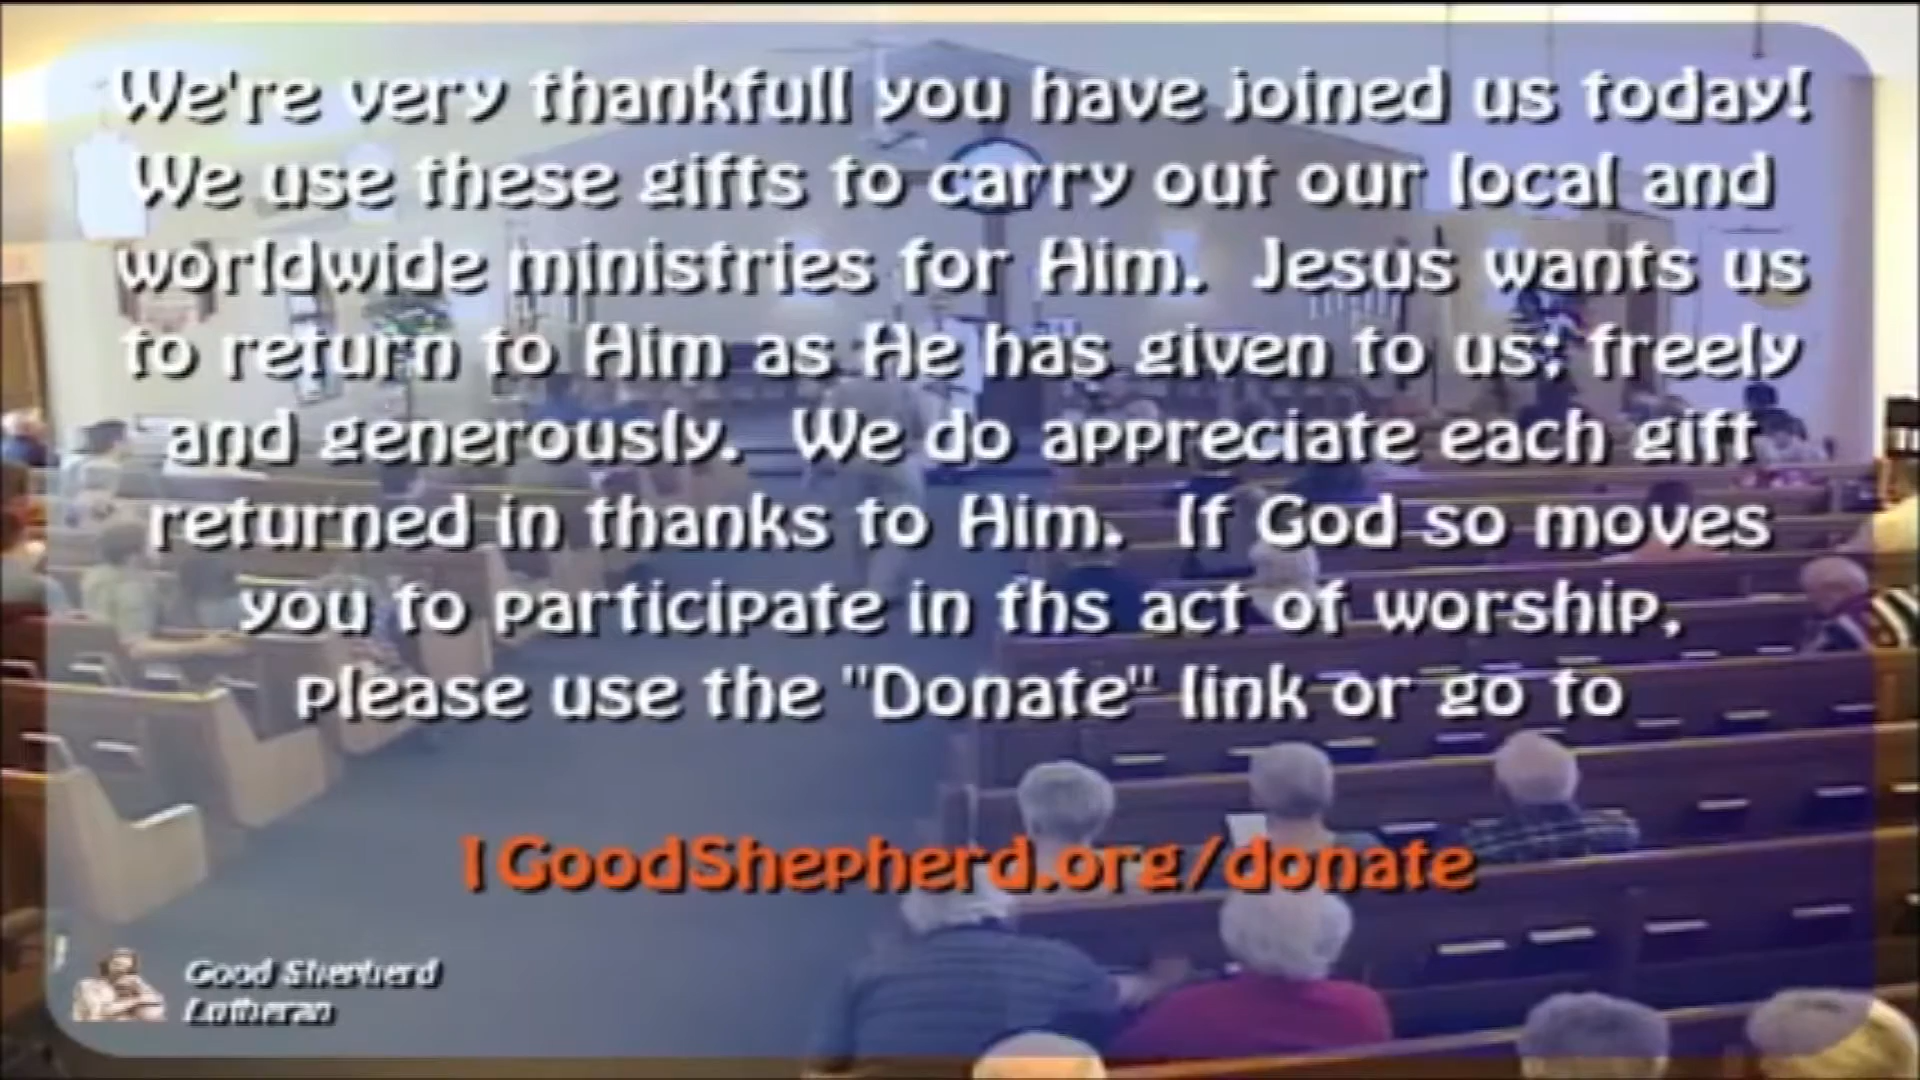 We're very thankfull you have joined us today!
We use these gifts to carry out our local and
worldwide ministries for Him. Jesus wants us
to return to Him as He has given to us; freely
and generously. We do appreciate each gift
returned in thanks to Him. If God so moves
you to participate in ths act of worship,
please use the "Donate" link or go to
1GoodShepherd.org/donate
Good Shepherd
Lutheran